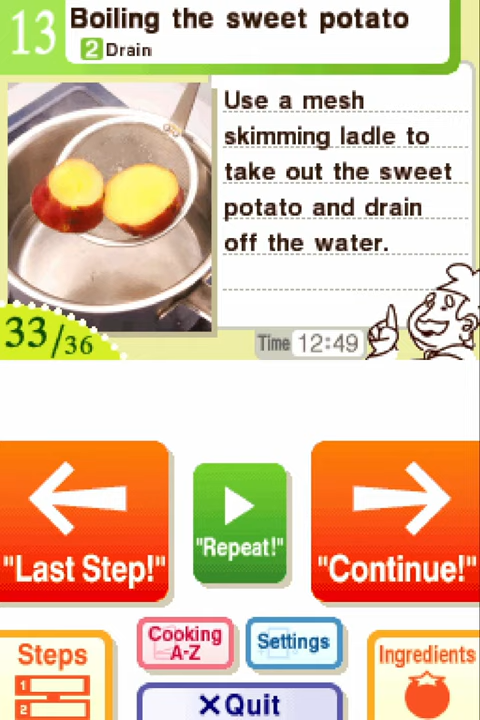 13 Boiling the sweet potato
2 Drain
Use a mesh
skimming ladle to
take out the sweet
potato and drain
off the water.
33/36
Time 12:49
"Last Step!"
"Repeat!"
"Continue!"
Steps
1
2
Cooking
A-Z
Settings
Ingredients
×Quit